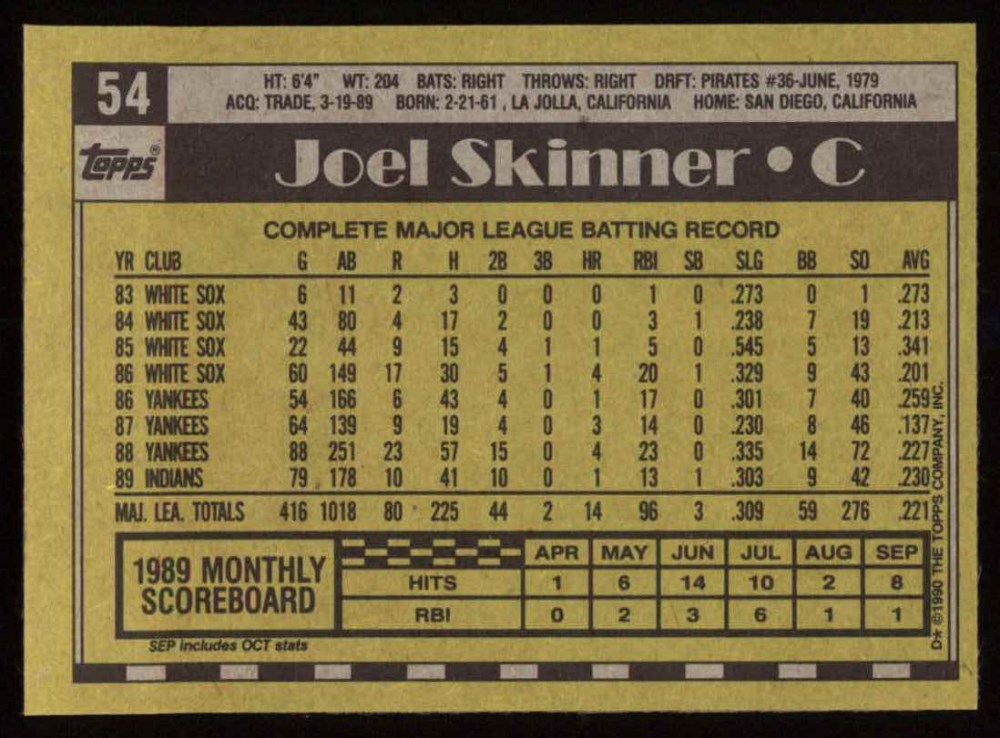 54
HT: 6'4" WT: 204 BATS: RIGHT THROWS: RIGHT DRFT: PIRATES #36-JUNE, 1979
ACQ: TRADE, 3-19-89 BORN: 2-21-61 , LA JOLLA, CALIFORNIA HOME: SAN DIEGO, CALIFORNIA
topps®
Joel Skinner • C
COMPLETE MAJOR LEAGUE BATTING RECORD
YR CLUB G AB R H 2B 3B HR RBI SB SLG BB SO AVG
83 WHITE SOX 6 11 2 3 0 0 0 1 0 .273 0 1 .273
84 WHITE SOX 43 80 4 17 2 0 0 3 1 .238 7 19 .213
85 WHITE SOX 22 44 9 15 4 1 1 5 0 .545 5 13 .341
86 WHITE SOX 60 149 17 30 5 1 4 20 1 .329 9 43 .201
86 YANKEES 54 166 6 43 4 0 1 17 0 .301 7 40 .259
87 YANKEES 64 139 9 19 4 0 3 14 0 .230 8 46 .137
88 YANKEES 88 251 23 57 15 0 4 23 0 .335 14 72 .227
89 INDIANS 79 178 10 41 10 0 1 13 1 .303 9 42 .230
MAJ. LEA. TOTALS 416 1018 80 225 44 2 14 96 3 .309 59 276 .221
1989 MONTHLY
SCOREBOARD
APR MAY JUN JUL AUG SEP
HITS 1 6 14 10 2 8
RBI 0 2 3 6 1 1
SEP includes OCT stats
D* ©1990 THE TOPPS COMPANY, INC.